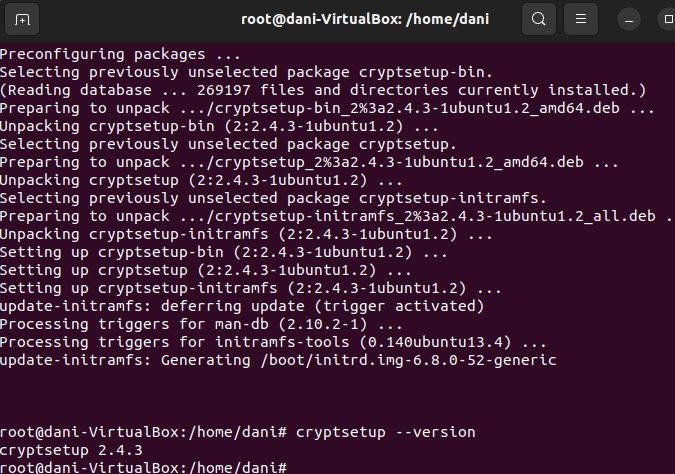 root@dani-VirtualBox: /home/dani
Preconfiguring packages ...
Selecting previously unselected package cryptsetup-bin.
(Reading database ... 269197 files and directories currently installed.)
Preparing to unpack .../cryptsetup-bin_2%3a2.4.3-1ubuntu1.2_amd64.deb ...
Unpacking cryptsetup-bin (2:2.4.3-1ubuntu1.2) ...
Selecting previously unselected package cryptsetup.
Preparing to unpack .../cryptsetup_2%3a2.4.3-1ubuntu1.2_amd64.deb ...
Unpacking cryptsetup (2:2.4.3-1ubuntu1.2) ...
Selecting previously unselected package cryptsetup-initramfs.
Preparing to unpack .../cryptsetup-initramfs_2%3a2.4.3-1ubuntu1.2_all.deb .
Unpacking cryptsetup-initramfs (2:2.4.3-1ubuntu1.2) ...
Setting up cryptsetup-bin (2:2.4.3-1ubuntu1.2) ...
Setting up cryptsetup (2:2.4.3-1ubuntu1.2) ...
Setting up cryptsetup-initramfs (2:2.4.3-1ubuntu1.2) ...
update-initramfs: deferring update (trigger activated)
Processing triggers for man-db (2.10.2-1) ...
Processing triggers for initramfs-tools (0.140ubuntu13.4) ...
update-initramfs: Generating /boot/initrd.img-6.8.0-52-generic
root@dani-VirtualBox:/home/dani# cryptsetup --version
cryptsetup 2.4.3
root@dani-VirtualBox:/home/dani#